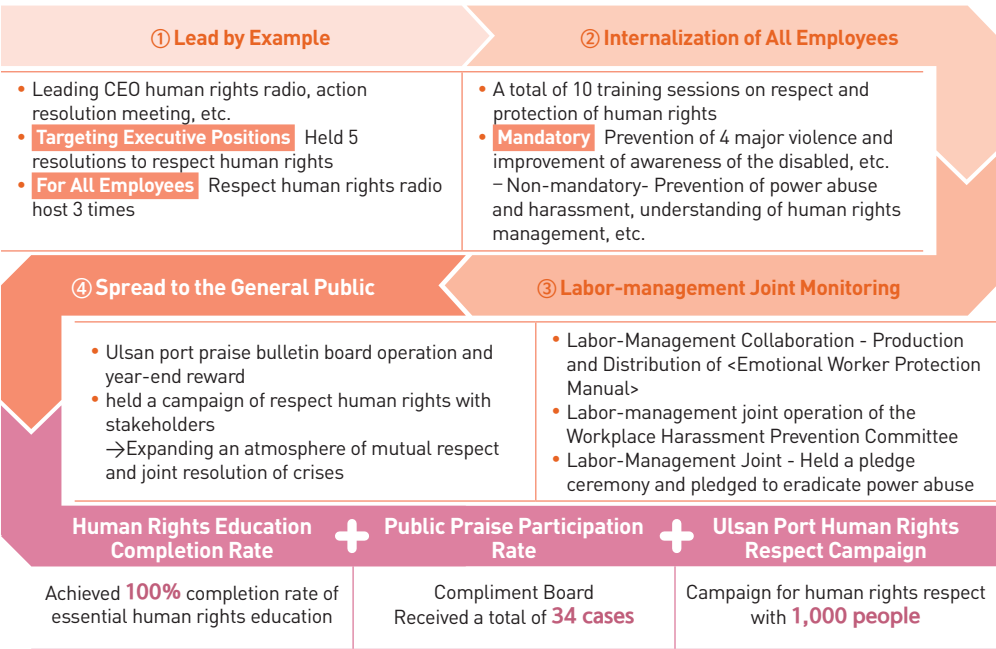 ① Lead by Example
• Leading CEO human rights radio, action
resolution meeting, etc.
• Targeting Executive Positions Held 5
resolutions to respect human rights
• For All Employees Respect human rights radio
host 3 times
② Internalization of All Employees
• A total of 10 training sessions on respect and
protection of human rights
• Mandatory Prevention of 4 major violence and
improvement of awareness of the disabled, etc.
– Non-mandatory- Prevention of power abuse
and harassment, understanding of human rights
management, etc.
③ Labor-management Joint Monitoring
• Labor-Management Collaboration - Production
and Distribution of <Emotional Worker Protection
Manual>
• Labor-management joint operation of the
Workplace Harassment Prevention Committee
• Labor-Management Joint - Held a pledge
ceremony and pledged to eradicate power abuse
④ Spread to the General Public
• Ulsan port praise bulletin board operation and
year-end reward
• held a campaign of respect human rights with
stakeholders
→Expanding an atmosphere of mutual respect
and joint resolution of crises
Human Rights Education
Completion Rate
Achieved 100% completion rate of
essential human rights education
+
Public Praise Participation
Rate
Compliment Board
Received a total of 34 cases
+
Ulsan Port Human Rights
Respect Campaign
Campaign for human rights respect
with 1,000 people